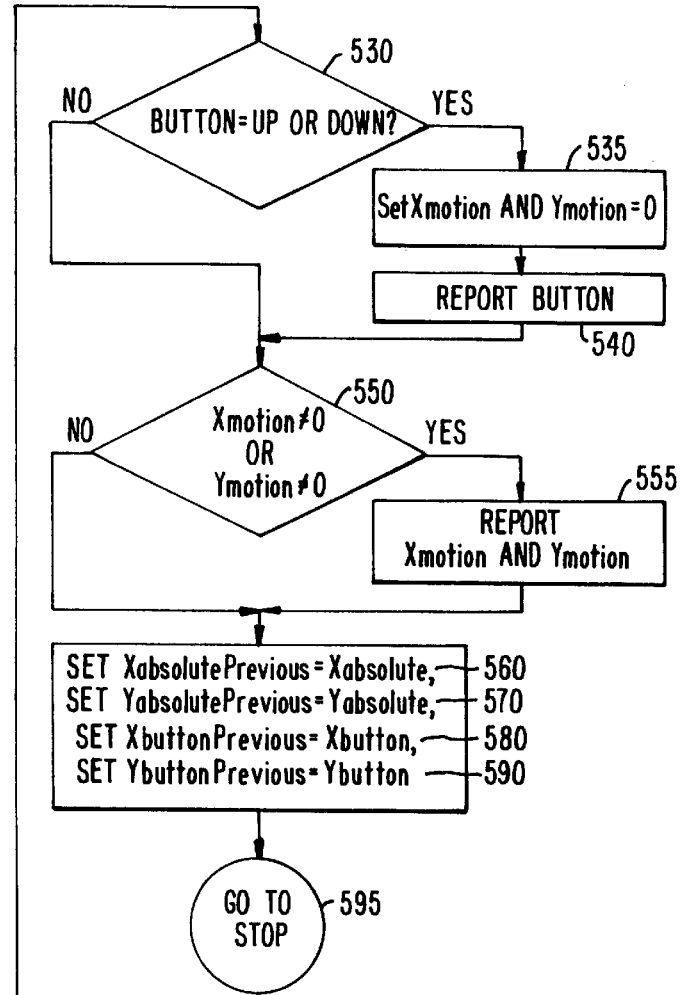 530
NO
YES
BUTTON=UP OR DOWN?
535
SetXmotion AND Ymotion=0
REPORT BUTTON
540
550
NO
YES
Xmotion≠0
OR
Ymotion≠0
555
REPORT
Xmotion AND Ymotion
SET XabsolutePrevious=Xabsolute, 560
SET YabsolutePrevious=Yabsolute, 570
SET XbuttonPrevious=Xbutton, 580
SET YbuttonPrevious=Ybutton 590
GO TO
STOP
595